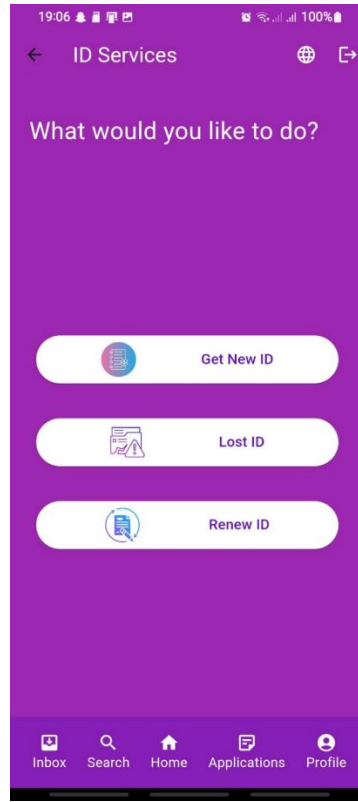 19:06 100%
ID Services
What would you like to do?
Get New ID
Lost ID
Renew ID
Inbox Search Home Applications Profile